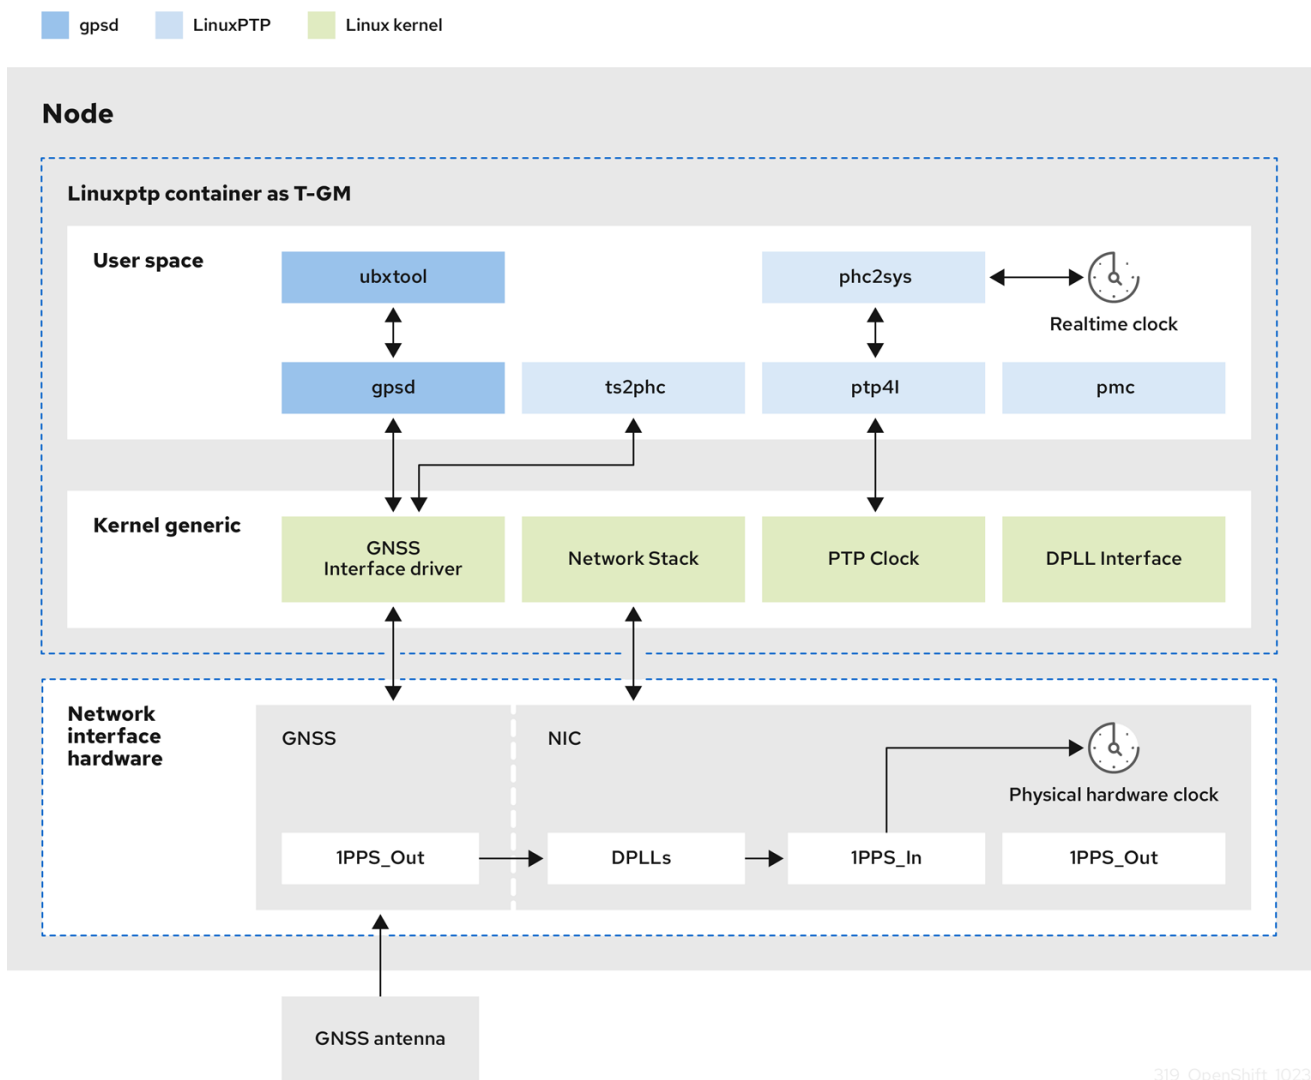 gpsd
LinuxPTP
Linux kernel
Node
Linuxptp container as T-GM
User space
ubxtool
phc2sys
Realtime clock
gpsd
ts2phc
ptp4l
pmc
Kernel generic
GNSS
Interface driver
Network Stack
PTP Clock
DPLL Interface
Network
interface
hardware
GNSS
NIC
Physical hardware clock
1PPS_Out
DPLLs
1PPS_In
1PPS_Out
GNSS antenna
319_OpenShift_1023